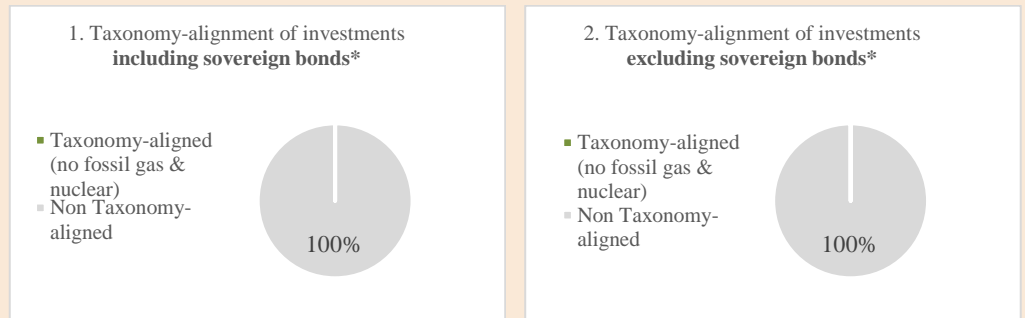 1. Taxonomy-alignment of investments
including sovereign bonds*
Taxonomy-aligned
(no fossil gas &
nuclear)
Non Taxonomy-
aligned
100%
2. Taxonomy-alignment of investments
excluding sovereign bonds*
Taxonomy-aligned
(no fossil gas &
nuclear)
Non Taxonomy-
aligned
100%